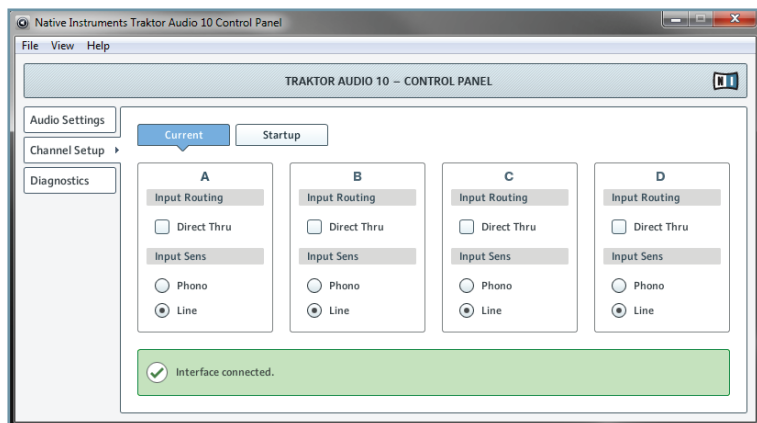 Native Instruments Traktor Audio 10 Control Panel
File View Help
TRAKTOR AUDIO 10 – CONTROL PANEL
NI
Audio Settings
Channel Setup
Diagnostics
Current Startup
A B C D
Input Routing Input Routing Input Routing Input Routing
Direct Thru Direct Thru Direct Thru Direct Thru
Input Sens Input Sens Input Sens Input Sens
Phono Phono Phono Phono
Line Line Line Line
Interface connected.